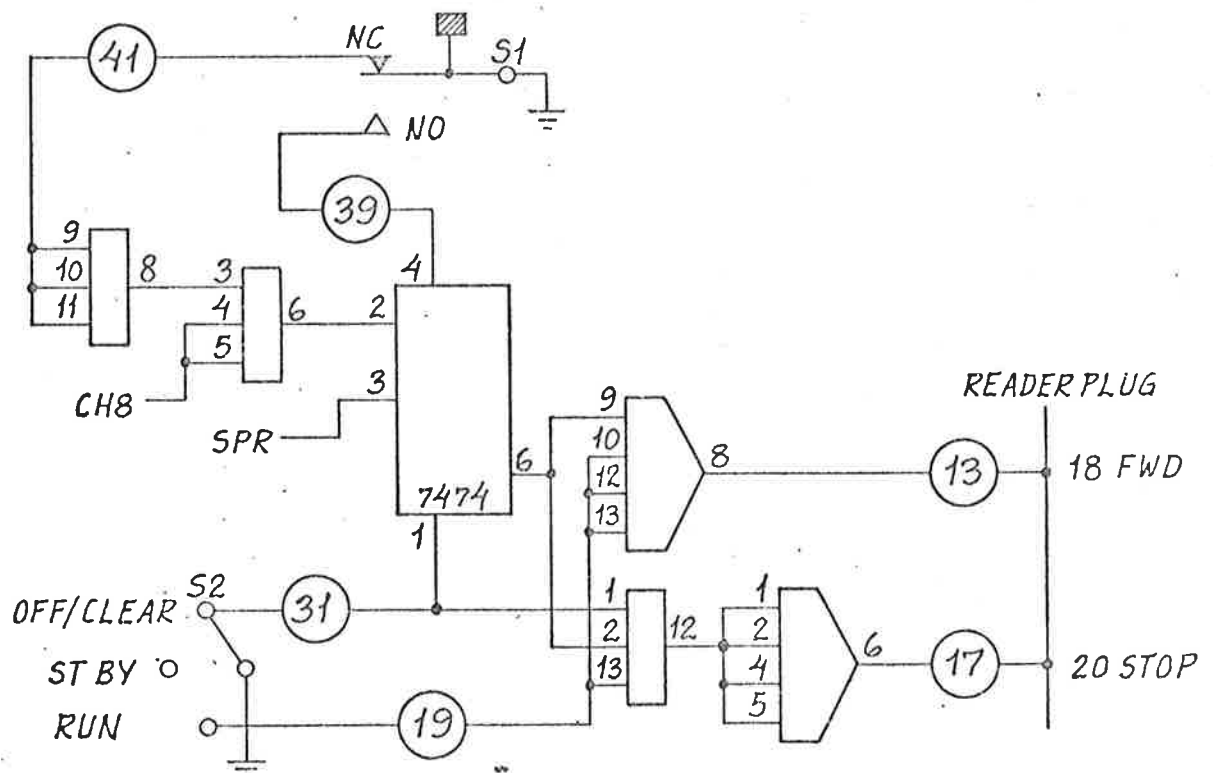 41 NC S1
NO
39
9
10 8 3
11 4 6 2
5
4
CH8 3
SPR
READER PLUG
9
10 8 13 18 FWD
12
13
6
7474
1
S2
OFF/CLEAR 31 1 1
2 12 2 6 17 20 STOP
ST BY 13 4
5
RUN 19